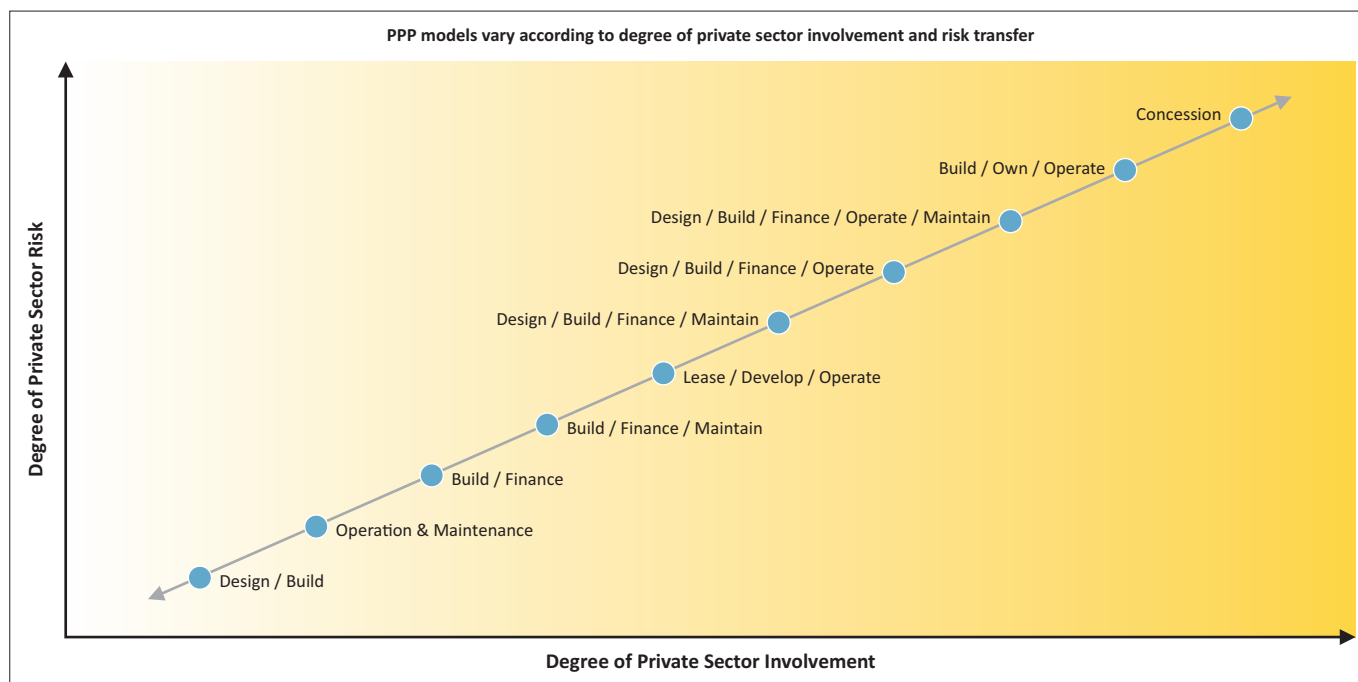 PPP models vary according to degree of private sector involvement and risk transfer
Concession
Build / Own / Operate
Design / Build / Finance / Operate / Maintain
Design / Build / Finance / Operate
Design / Build / Finance / Maintain
Lease / Develop / Operate
Build / Finance / Maintain
Build / Finance
Operation & Maintenance
Design / Build
Degree of Private Sector Risk
Degree of Private Sector Involvement